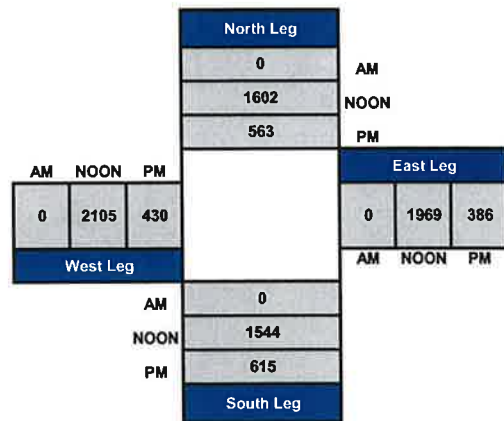 North Leg
0 AM
1602 NOON
563 PM
AM NOON PM East Leg
0 2105 430 0 1969 386
West Leg AM NOON PM
AM 0
NOON 1544
PM 615
South Leg